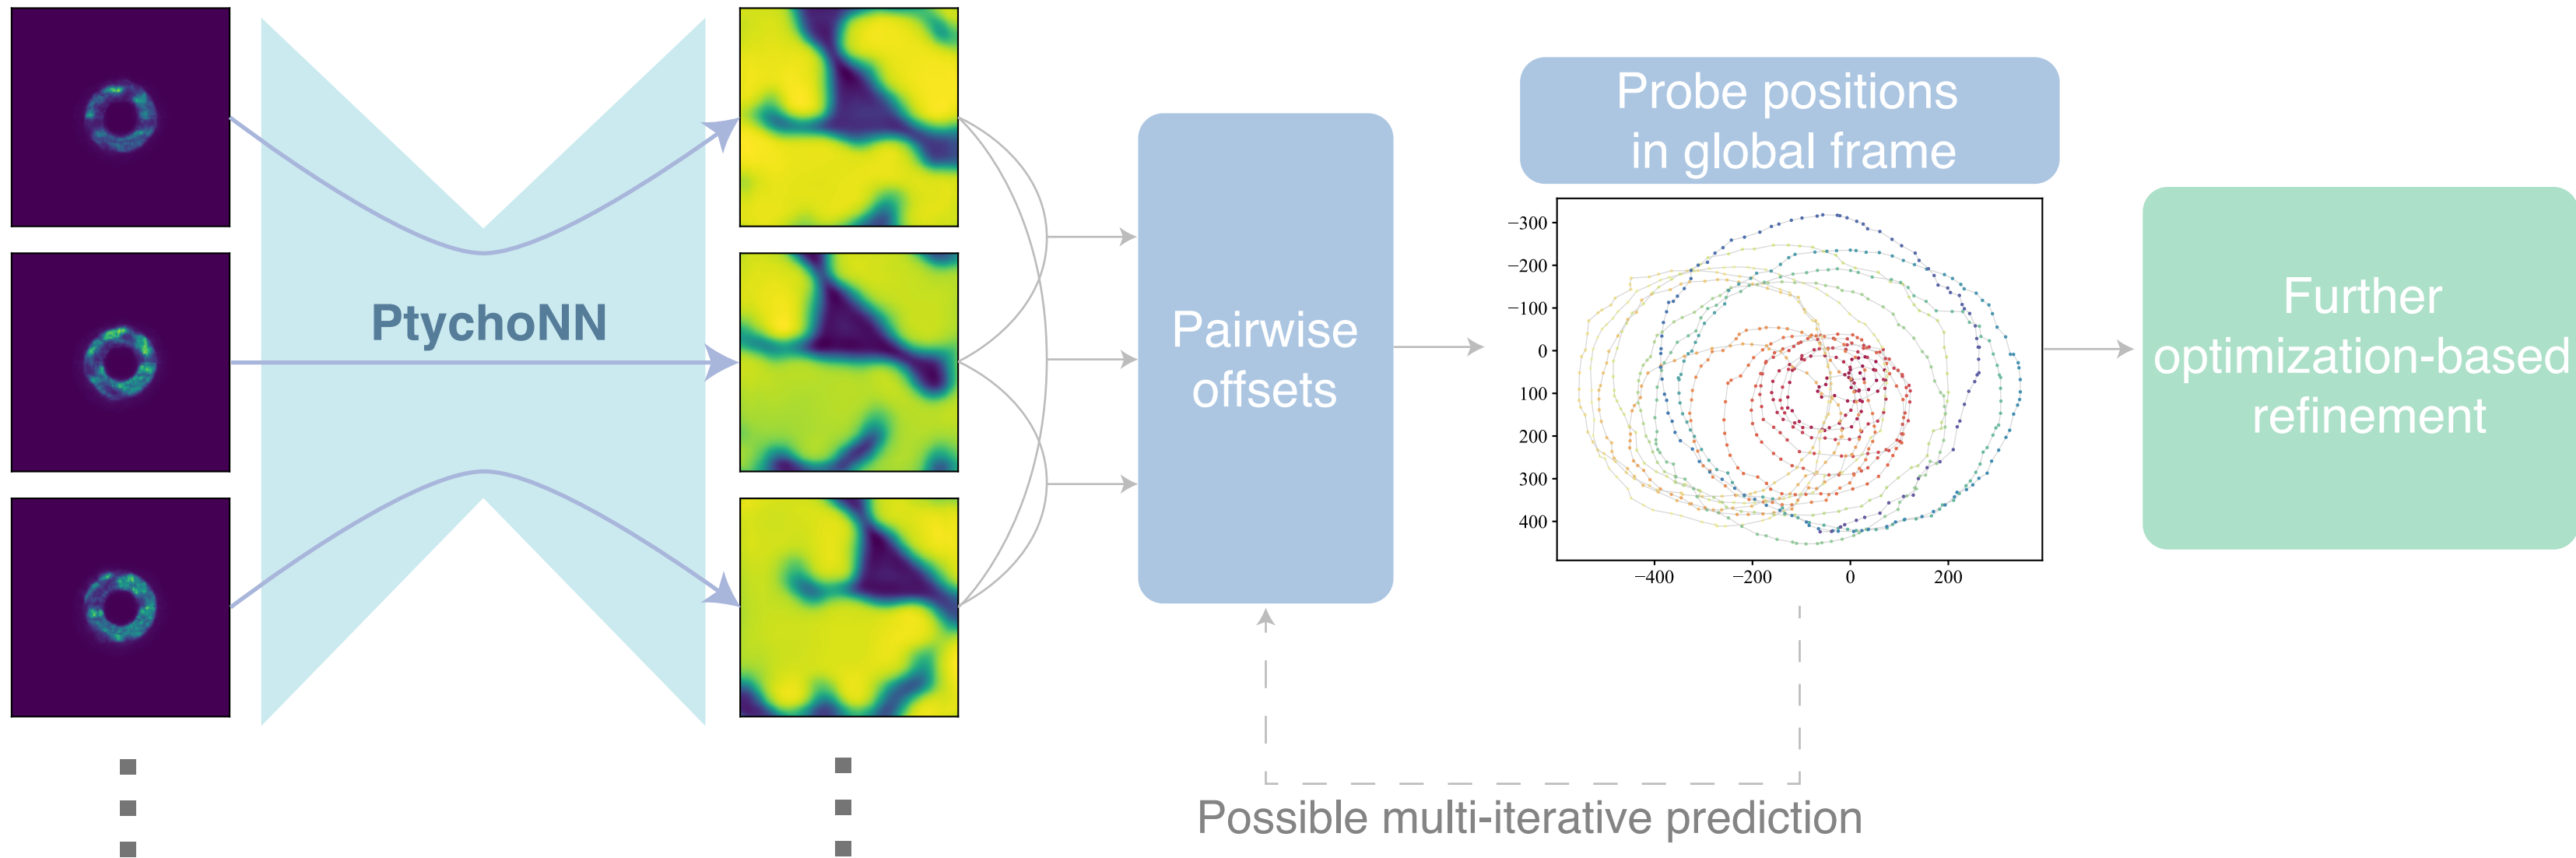 PtychoNN
Pairwise
offsets
Probe positions
in global frame
−300
−200
−100
0
100
200
300
400
−400
−200
0
200
Further
optimization-based
refinement
Possible multi-iterative prediction